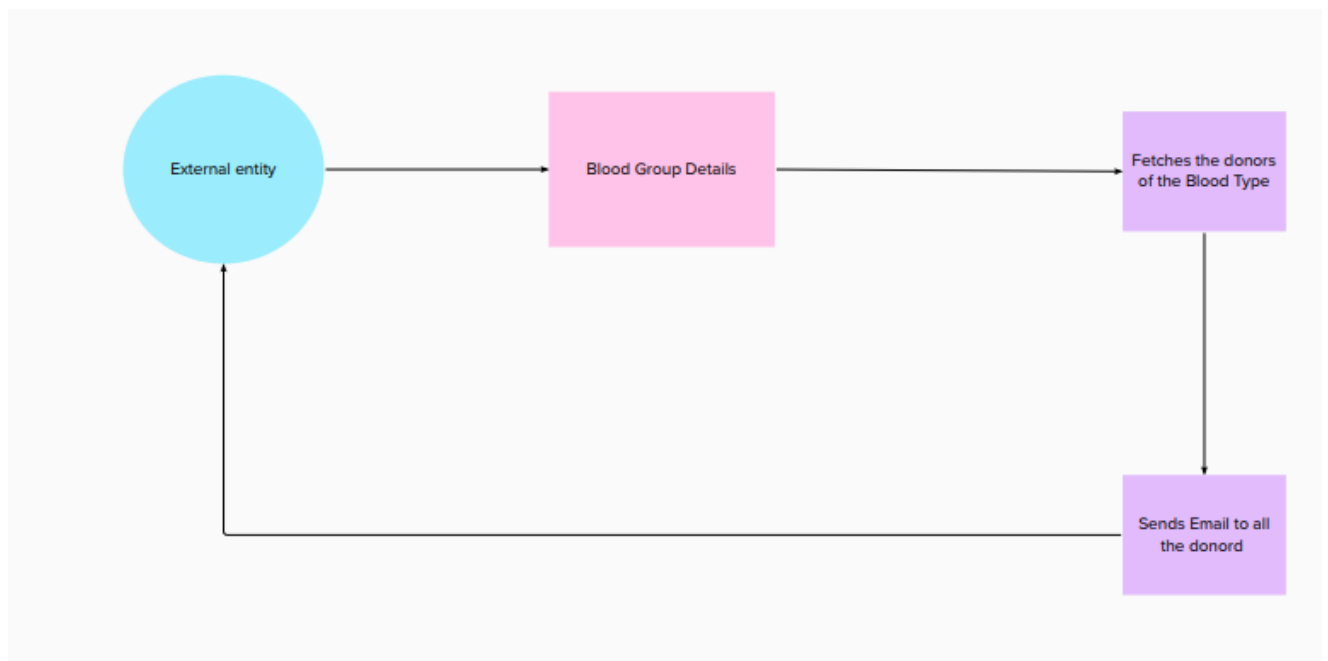 External entity
Blood Group Details
Fetches the donors
of the Blood Type
Sends Email to all
the donord